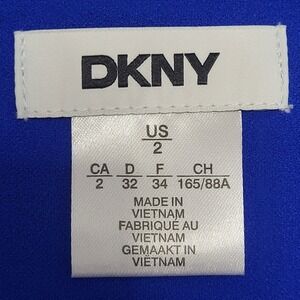 DKNY
US
2
CA D F CH
2 32 34 165/88A
MADE IN
VIETNAM
FABRIQUÉ AU
VIETNAM
GEMAAKT IN
VIETNAM